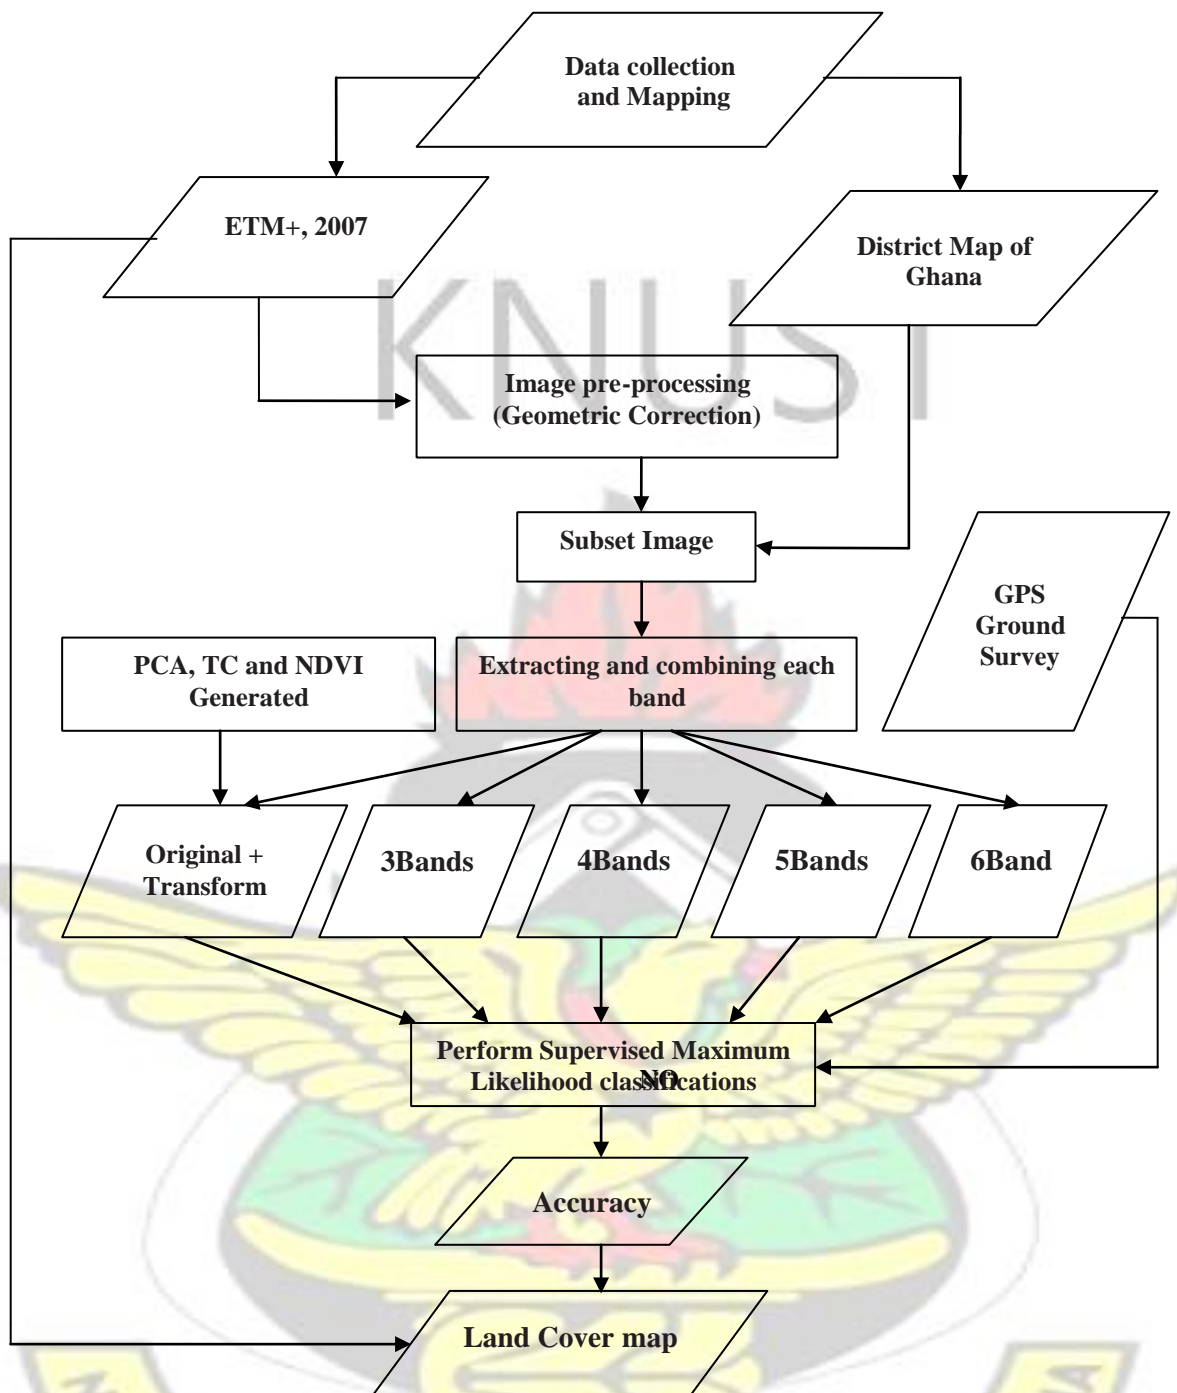 Data collection
and Mapping
ETM+, 2007
District Map of
Ghana
KNUST
Image pre-processing
(Geometric Correction)
Subset Image
GPS
Ground
Survey
PCA, TC and NDVI
Generated
Extracting and combining each
band
Original +
Transform
3Bands
4Bands
5Bands
6Band
Perform Supervised Maximum
Likelihood classifications
NO
Accuracy
Land Cover map
N
A